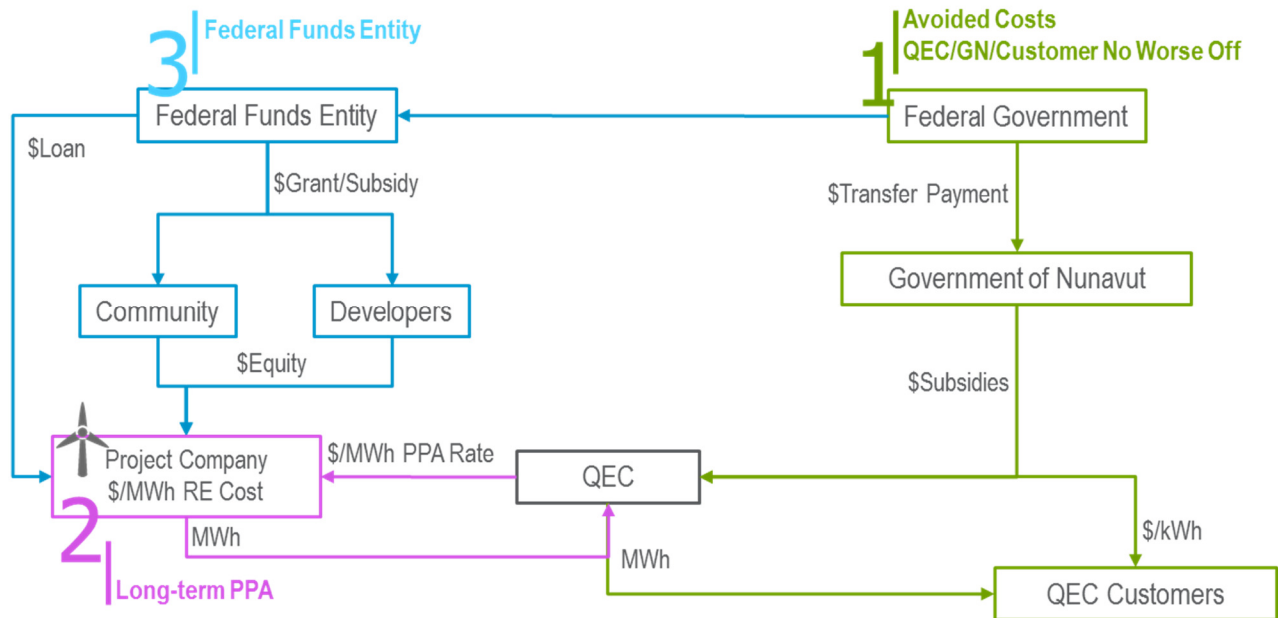 3
Federal Funds Entity
1
Avoided Costs
QEC/GN/Customer No Worse Off
Federal Funds Entity
Federal Government
$Loan
$Grant/Subsidy
$Transfer Payment
Community
Developers
Government of Nunavut
$Equity
$Subsidies
Project Company
$/MWh RE Cost
$/MWh PPA Rate
QEC
2
MWh
MWh
$/kWh
Long-term PPA
QEC Customers